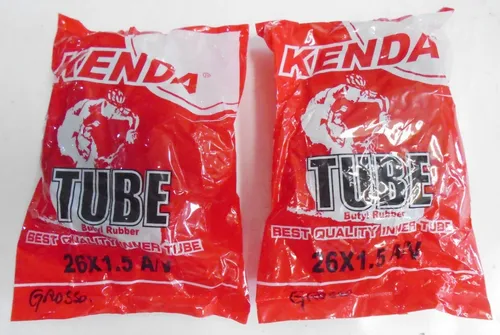 KENDA®
TUBE
Butyl Rubber
BEST QUALITY INNER TUBE
26X1.5 A/V
GROSSO.
KENDA
TUBE
Butyl Rubber
BEST QUALITY INNER TUBE
26X1.5 A/V
GROSSO.